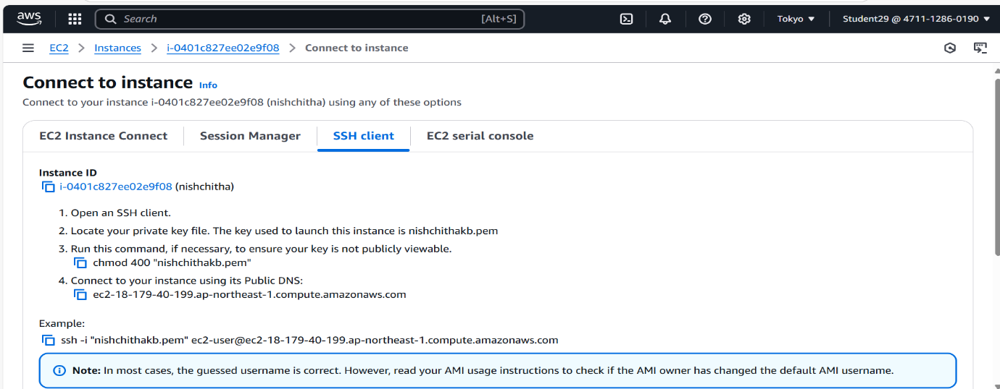 aws
Search [Alt+S]
Tokyo
Student29 @ 4711-1286-0190
EC2 > Instances > i-0401c827ee02e9f08 > Connect to instance
Connect to instance Info
Connect to your instance i-0401c827ee02e9f08 (nishchitha) using any of these options
EC2 Instance Connect
Session Manager
SSH client
EC2 serial console
Instance ID
i-0401c827ee02e9f08 (nishchitha)
1. Open an SSH client.
2. Locate your private key file. The key used to launch this instance is nishchithakb.pem
3. Run this command, if necessary, to ensure your key is not publicly viewable.
chmod 400 "nishchithakb.pem"
4. Connect to your instance using its Public DNS:
ec2-18-179-40-199.ap-northeast-1.compute.amazonaws.com
Example:
ssh -i "nishchithakb.pem" ec2-user@ec2-18-179-40-199.ap-northeast-1.compute.amazonaws.com
Note: In most cases, the guessed username is correct. However, read your AMI usage instructions to check if the AMI owner has changed the default AMI username.